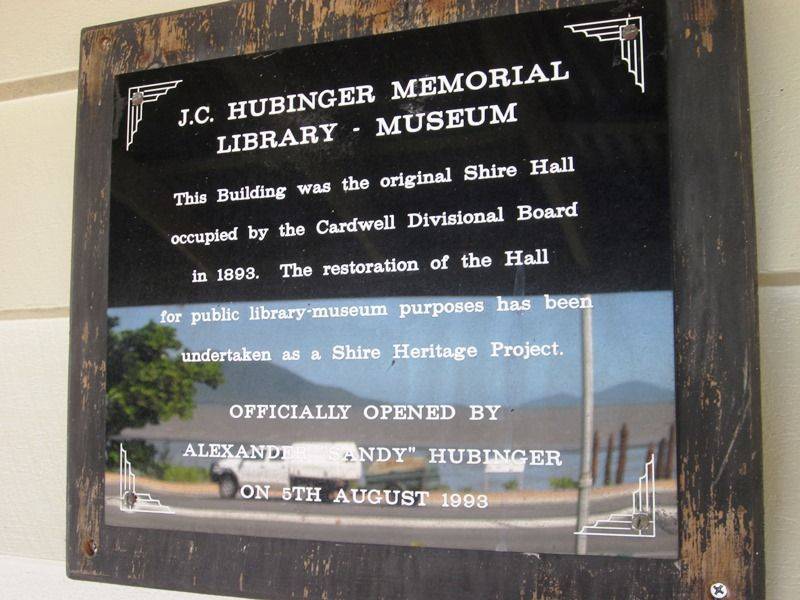 J.C. HUBINGER MEMORIAL
LIBRARY - MUSEUM
This Building was the original Shire Hall
occupied by the Cardwell Divisional Board
in 1893. The restoration of the Hall
for public library-museum purposes has been
undertaken as a Shire Heritage Project.
OFFICIALLY OPENED BY
ALEXANDER "SANDY" HUBINGER
ON 5TH AUGUST 1993